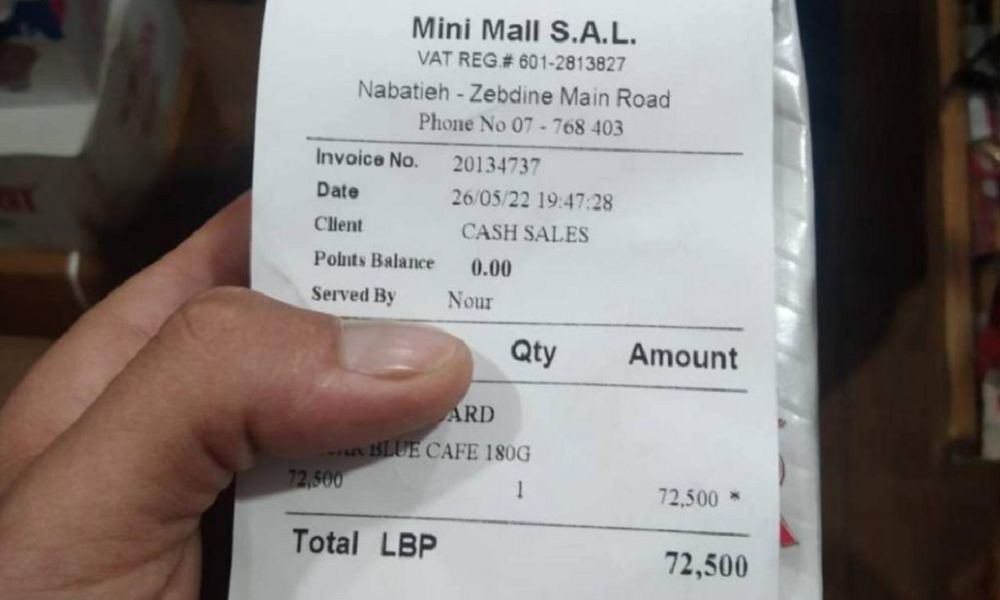 Mini Mall S.A.L.
VAT REG.# 601-2813827
Nabatieh - Zebdine Main Road
Phone No 07 - 768 403
Invoice No. 20134737
Date 26/05/22 19:47:28
Client CASH SALES
Points Balance 0.00
Served By Nour
Qty Amount
ARD
BLUE CAFE 180G
72,500 1 72,500 *
Total LBP 72,500